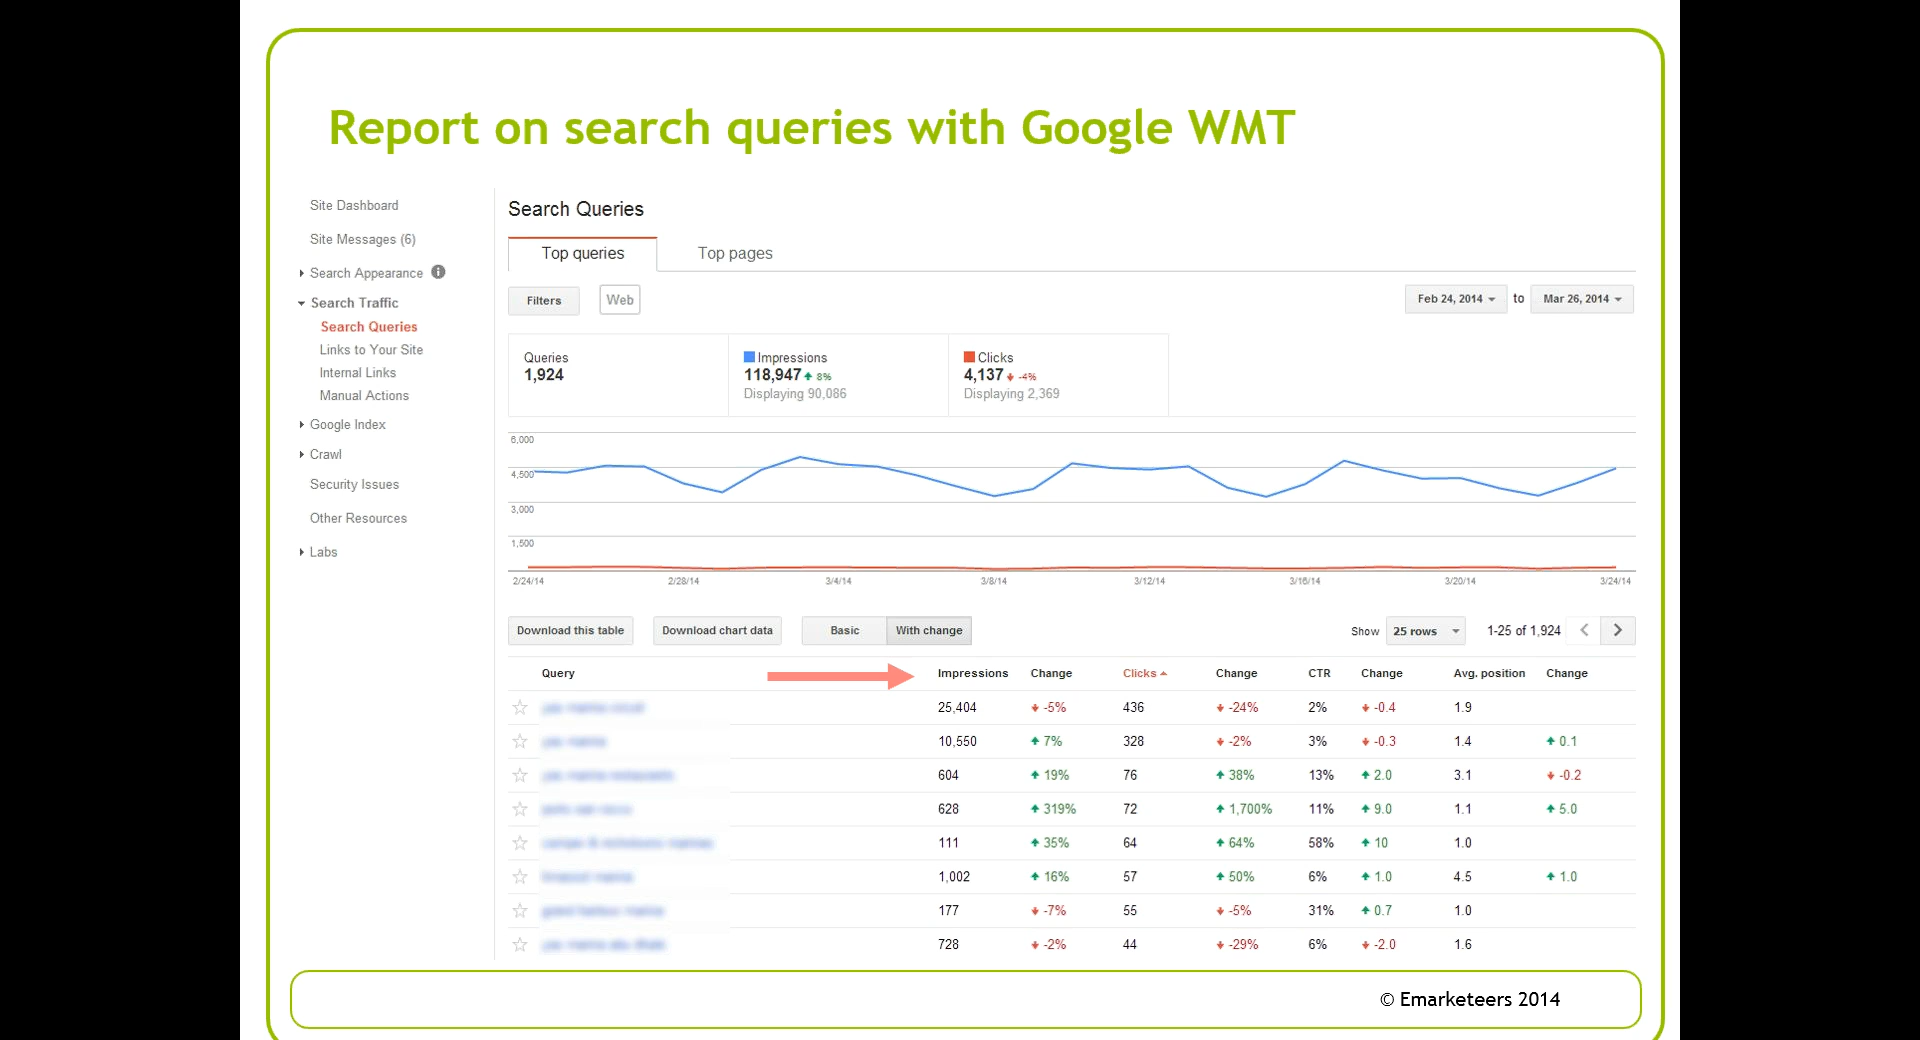 Report on search queries with Google WMT
Site Dashboard
Site Messages (6)
Search Appearance
Search Traffic
Search Queries
Links to Your Site
Internal Links
Manual Actions
Google Index
Crawl
Security Issues
Other Resources
Labs
Search Queries
Top queries Top pages
Filters Web Feb 24, 2014 to Mar 26, 2014
Queries Impressions Clicks
1,924 118,947 8% 4,137 -4%
Displaying 90,086 Displaying 2,369
6,000
4,500
3,000
1,500
2/24/14 2/28/14 3/4/14 3/8/14 3/12/14 3/16/14 3/20/14 3/24/14
Download this table Download chart data Basic With change Show 25 rows 1-25 of 1,924
Query Impressions Change Clicks Change CTR Change Avg. position Change
25,404 -5% 436 -24% 2% -0.4 1.9
10,550 7% 328 -2% 3% -0.3 1.4 0.1
604 19% 76 38% 13% 2.0 3.1 -0.2
628 319% 72 1,700% 11% 9.0 1.1 5.0
111 35% 64 64% 58% 10 1.0
1,002 16% 57 50% 6% 1.0 4.5 1.0
177 -7% 55 -5% 31% 0.7 1.0
728 -2% 44 -29% 6% -2.0 1.6
© Emarketeers 2014